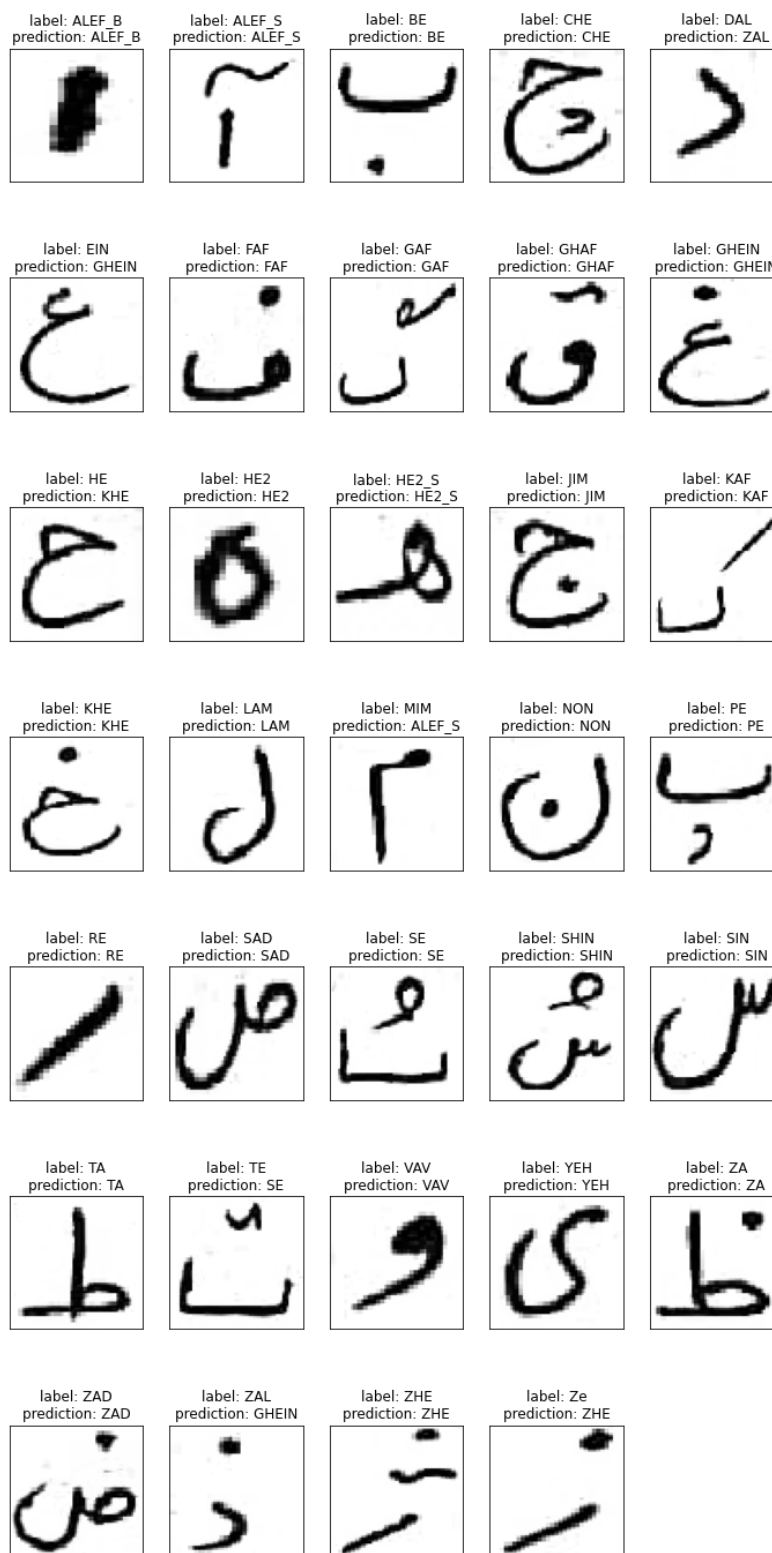 label: ALEF_B
prediction: ALEF_B
ا
label: ALEF_S
prediction: ALEF_S
آ
label: BE
prediction: BE
ب
label: CHE
prediction: CHE
چ
label: DAL
prediction: ZAL
د
label: EIN
prediction: GHEIN
ع
label: FAF
prediction: FAF
ف
label: GAF
prediction: GAF
گ
label: GHAF
prediction: GHAF
ق
label: GHEIN
prediction: GHEIN
غ
label: HE
prediction: KHE
ح
label: HE2
prediction: HE2
ه
label: HE2_S
prediction: HE2_S
هـ
label: JIM
prediction: JIM
ج
label: KAF
prediction: KAF
ک
label: KHE
prediction: KHE
خ
label: LAM
prediction: LAM
ل
label: MIM
prediction: ALEF_S
م
label: NON
prediction: NON
ن
label: PE
prediction: PE
پ
label: RE
prediction: RE
ر
label: SAD
prediction: SAD
ص
label: SE
prediction: SE
ث
label: SHIN
prediction: SHIN
ش
label: SIN
prediction: SIN
س
label: TA
prediction: TA
ط
label: TE
prediction: SE
ت
label: VAV
prediction: VAV
و
label: YEH
prediction: YEH
ی
label: ZA
prediction: ZA
ظ
label: ZAD
prediction: ZAD
ض
label: ZAL
prediction: GHEIN
ذ
label: ZHE
prediction: ZHE
ژ
label: Ze
prediction: ZHE
ز